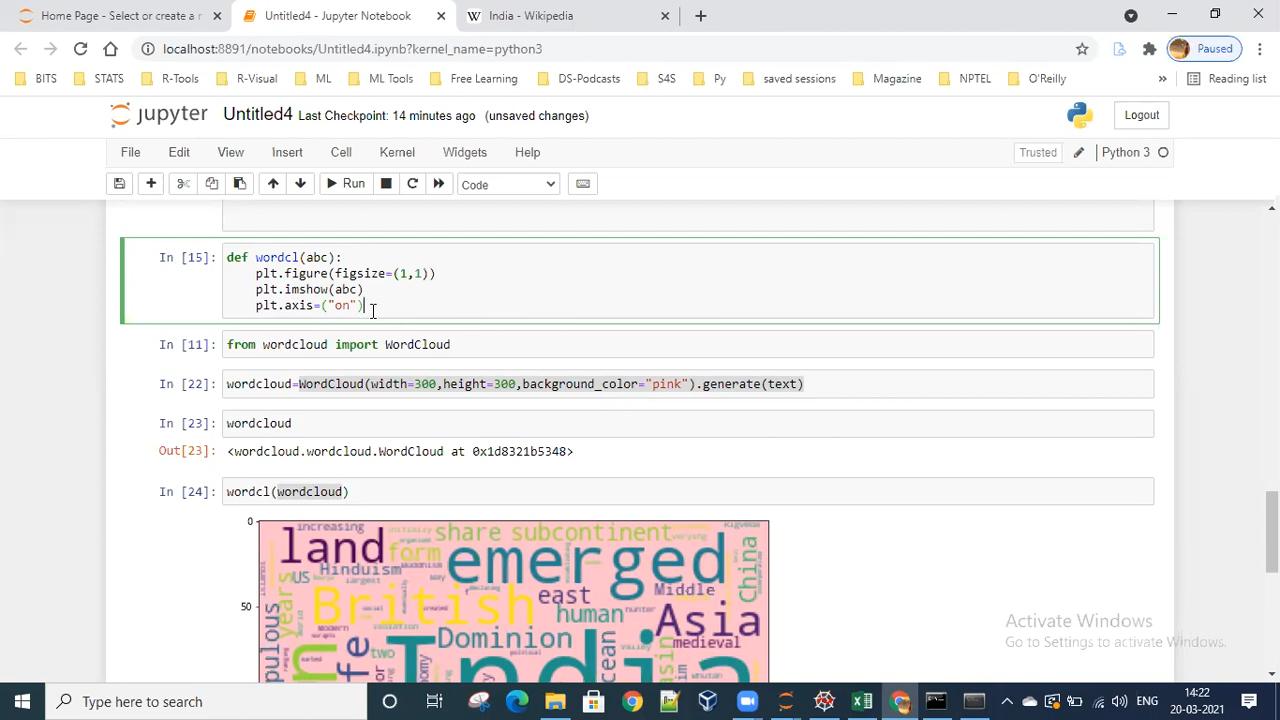 Home Page - Select or create a n
Untitled4 - Jupyter Notebook
W India - Wikipedia
localhost:8891/notebooks/Untitled4.ipynb?kernel_name=python3
Paused
BITS STATS R-Tools R-Visual ML ML Tools Free Learning DS-Podcasts S4S Py saved sessions Magazine NPTEL O'Reilly » Reading list
jupyter Untitled4 Last Checkpoint: 14 minutes ago (unsaved changes) Logout
File Edit View Insert Cell Kernel Widgets Help Trusted Python 3
Run Code
In [15]: def wordcl(abc):
plt.figure(figsize=(1,1))
plt.imshow(abc)
plt.axis=("on")
In [11]: from wordcloud import WordCloud
In [22]: wordcloud=WordCloud(width=300,height=300,background_color="pink").generate(text)
In [23]: wordcloud
Out[23]: <wordcloud.wordcloud.WordCloud at 0x1d8321b5348>
In [24]: wordcl(wordcloud)
0
increasing
share subcontinent
land
form
emerged
China
Hinduism
US
largest
years
British
east
Middle
human
hunter
Asia
50
populous
Modern
Dominion
medieval
two
ocean
India
Activate Windows
Go to Settings to activate Windows.
Type here to search
ENG
14:22
20-03-2021